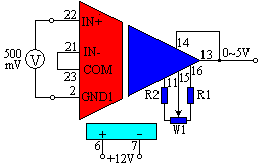 22
IN+
14
500
mV
V
21
IN-
13
0~5V
COM
23
16
15
11
2
GND1
R2
R1
W1
+
-
6
7
+12V